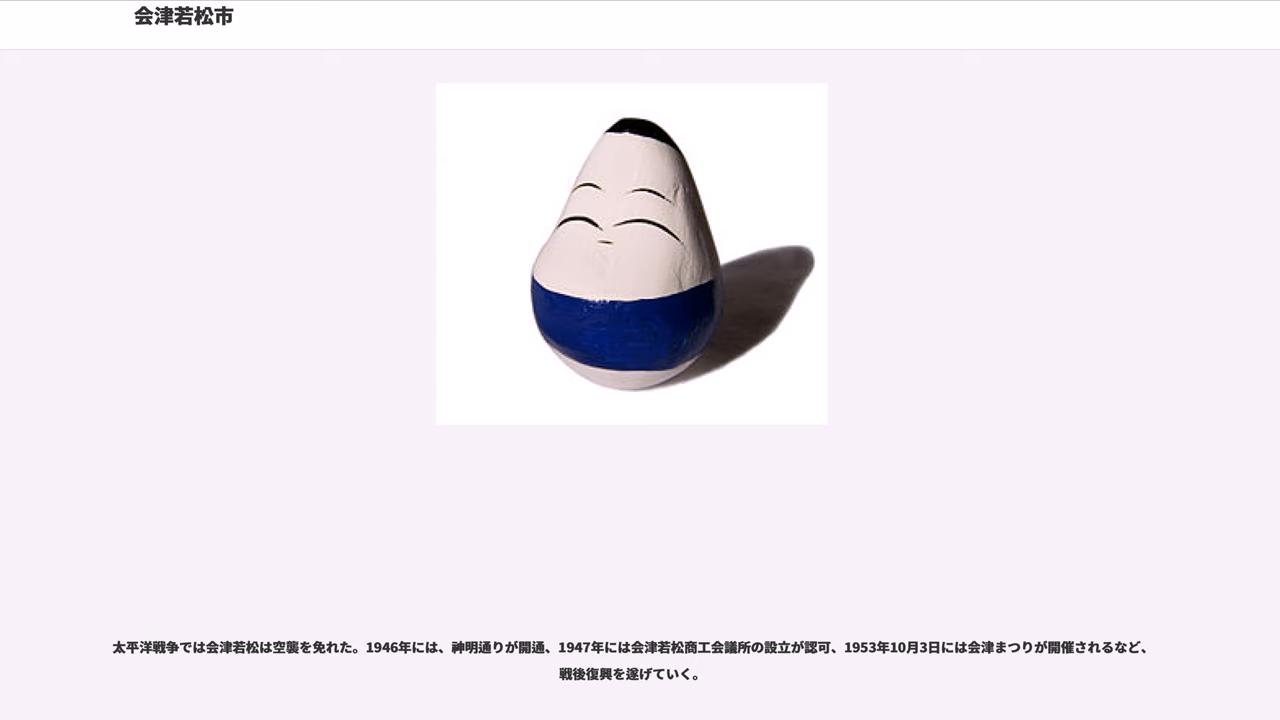 会津若松市
太平洋戦争では会津若松は空襲を免れた。1946年には、神明通りが開通、1947年には会津若松商工会議所の設立が認可、1953年10月3日には会津まつりが開催されるなど、
戦後復興を遂げていく。